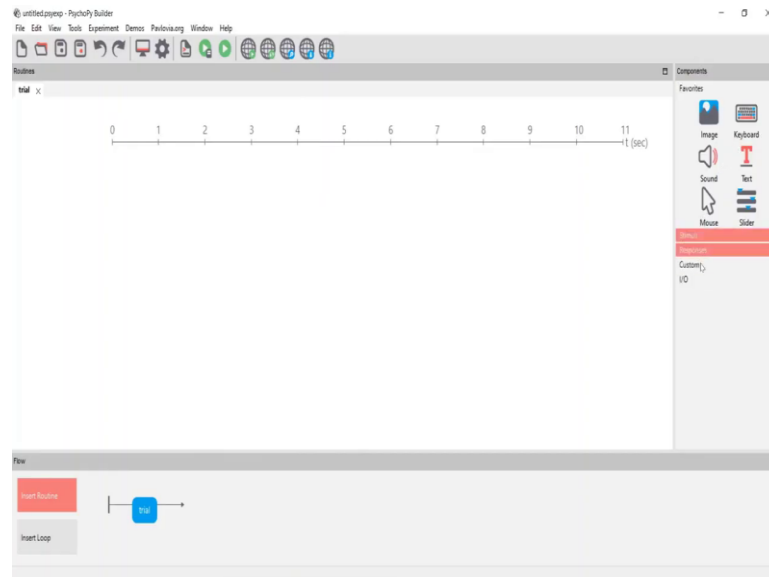 untitled.psyexp - PsychoPy Builder
File Edit View Tools Experiment Demos Pavlovia.org Window Help
Routines
Components
trial
Favorites
0 1 2 3 4 5 6 7 8 9 10 11
t (sec)
Image Keyboard
Sound Text
Mouse Slider
Stimuli
Responses
Custom
I/O
Flow
Insert Routine
trial
Insert Loop